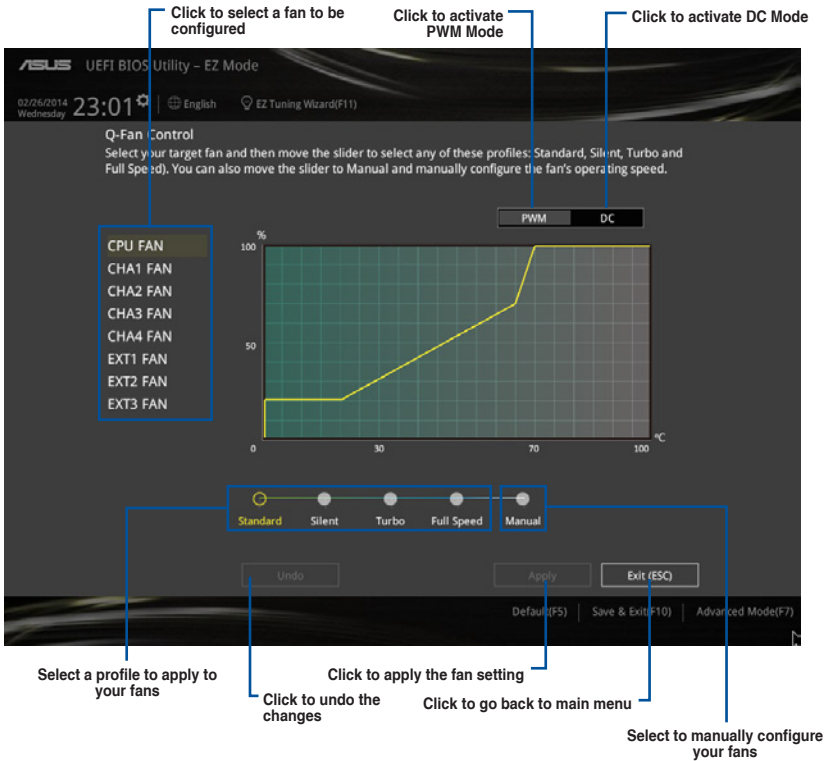 Click to select a fan to be
configured
Click to activate
PWM Mode
Click to activate DC Mode
ASUS UEFI BIOS Utility – EZ Mode
02/26/2014
Wednesday
23:01
English
EZ Tuning Wizard(F11)
Q-Fan Control
Select your target fan and then move the slider to select any of these profiles: Standard, Silent, Turbo and
Full Speed). You can also move the slider to Manual and manually configure the fan's operating speed.
PWM DC
CPU FAN
CHA1 FAN
CHA2 FAN
CHA3 FAN
CHA4 FAN
EXT1 FAN
EXT2 FAN
EXT3 FAN
%
100
50
0 30 70 100
°C
Standard Silent Turbo Full Speed Manual
Undo Apply Exit (ESC)
Default(F5) Save & Exit(F10) Advanced Mode(F7)
Select a profile to apply to
your fans
Click to undo the
changes
Click to apply the fan setting
Click to go back to main menu
Select to manually configure
your fans